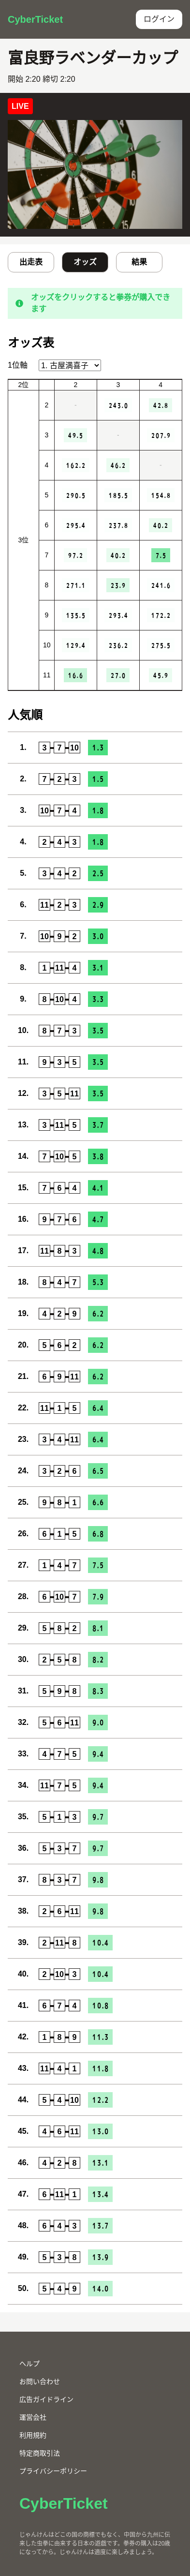 CyberTicket
ログイン
富良野ラベンダーカップ
開始 2:20 締切 2:20
LIVE
出走表 オッズ 結果
オッズをクリックすると拳券が購入でき
ます
オッズ表
1位軸 1. 古屋満喜子
2位 2 3 4
2 - 243.0 42.8
3 49.5 - 207.9
4 162.2 46.2 -
5 290.5 185.5 154.8
6 295.4 237.8 40.2
3位 7 97.2 40.2 7.5
8 271.1 23.9 241.6
9 135.5 293.4 172.2
10 129.4 236.2 275.5
11 16.6 27.0 45.9
人気順
1. 3-7-10 1.3
2. 7-2-3 1.5
3. 10-7-4 1.8
4. 2-4-3 1.8
5. 3-4-2 2.5
6. 11-2-3 2.9
7. 10-9-2 3.0
8. 1-11-4 3.1
9. 8-10-4 3.3
10. 8-7-3 3.5
11. 9-3-5 3.5
12. 3-5-11 3.5
13. 3-11-5 3.7
14. 7-10-5 3.8
15. 7-6-4 4.1
16. 9-7-6 4.7
17. 11-8-3 4.8
18. 8-4-7 5.3
19. 4-2-9 6.2
20. 5-6-2 6.2
21. 6-9-11 6.2
22. 11-1-5 6.4
23. 3-4-11 6.4
24. 3-2-6 6.5
25. 9-8-1 6.6
26. 6-1-5 6.8
27. 1-4-7 7.5
28. 6-10-7 7.9
29. 5-8-2 8.1
30. 2-5-8 8.2
31. 5-9-8 8.3
32. 5-6-11 9.0
33. 4-7-5 9.4
34. 11-7-5 9.4
35. 5-1-3 9.7
36. 5-3-7 9.7
37. 8-3-7 9.8
38. 2-6-11 9.8
39. 2-11-8 10.4
40. 2-10-3 10.4
41. 6-7-4 10.8
42. 1-8-9 11.3
43. 11-4-1 11.8
44. 5-4-10 12.2
45. 4-6-11 13.0
46. 4-2-8 13.1
47. 6-11-1 13.4
48. 6-4-3 13.7
49. 5-3-8 13.9
50. 5-4-9 14.0
ヘルプ
お問い合わせ
広告ガイドライン
運営会社
利用規約
特定商取引法
プライバシーポリシー
CyberTicket
じゃんけんはどこの国の商標でもなく、中国から九州に伝
来した虫拳に由来する日本の遊戯です。拳券の購入は20歳
になってから。じゃんけんは適度に楽しみましょう。